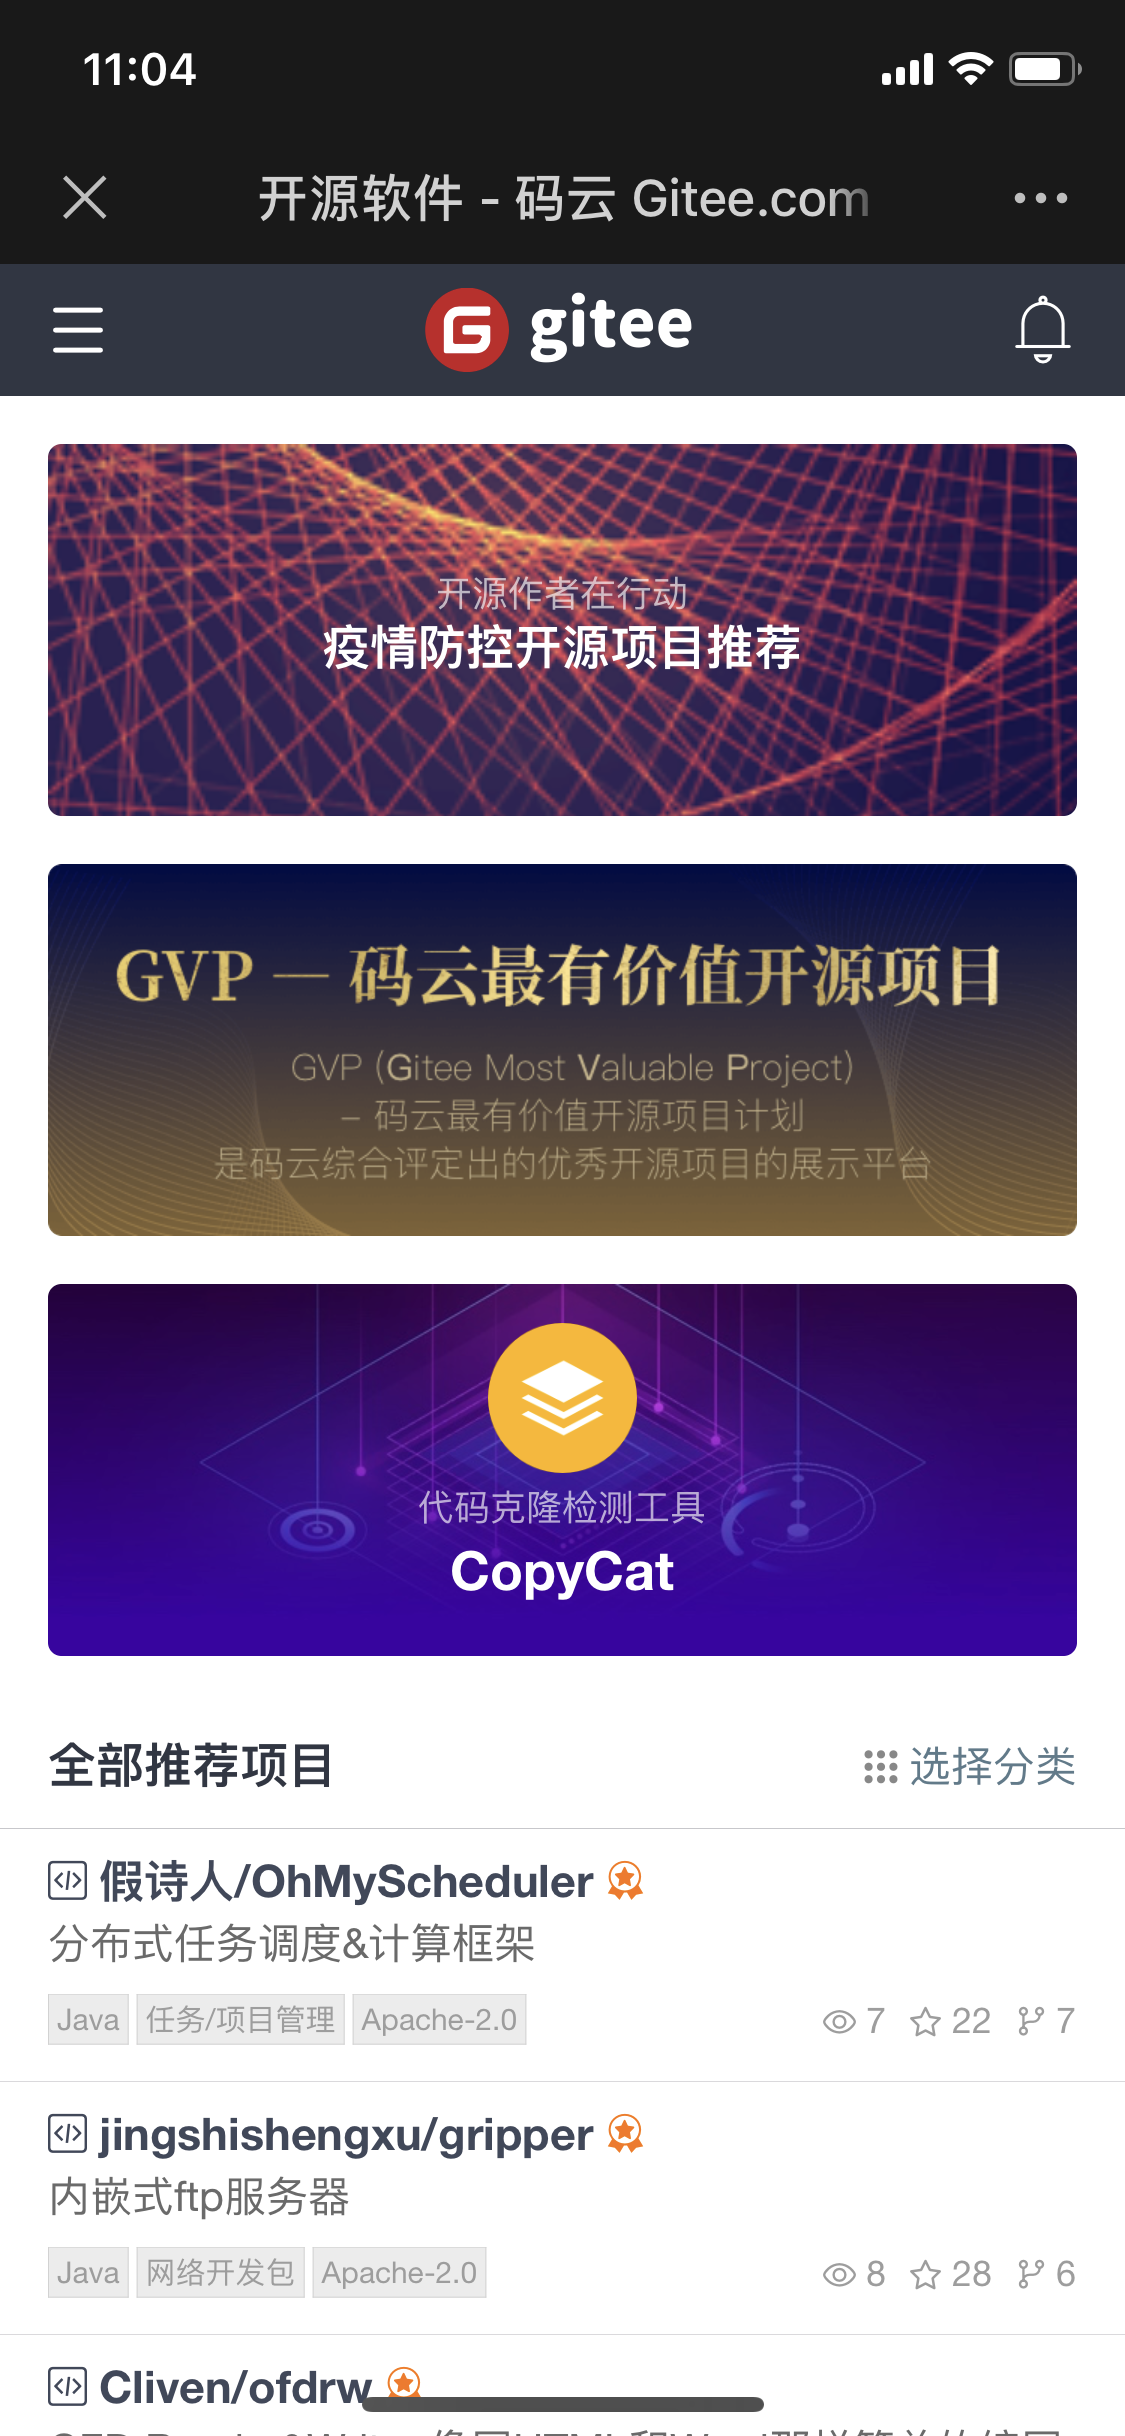 11:04
开源软件 - 码云 Gitee.com
gitee
开源作者在行动
疫情防控开源项目推荐
GVP — 码云最有价值开源项目
GVP (Gitee Most Valuable Project)
– 码云最有价值开源项目计划
是码云综合评定出的优秀开源项目的展示平台
代码克隆检测工具
CopyCat
全部推荐项目 选择分类
假诗人/OhMyScheduler
分布式任务调度&计算框架
Java 任务/项目管理 Apache-2.0 7 22 7
jingshishengxu/gripper
内嵌式ftp服务器
Java 网络开发包 Apache-2.0 8 28 6
Cliven/ofdrw